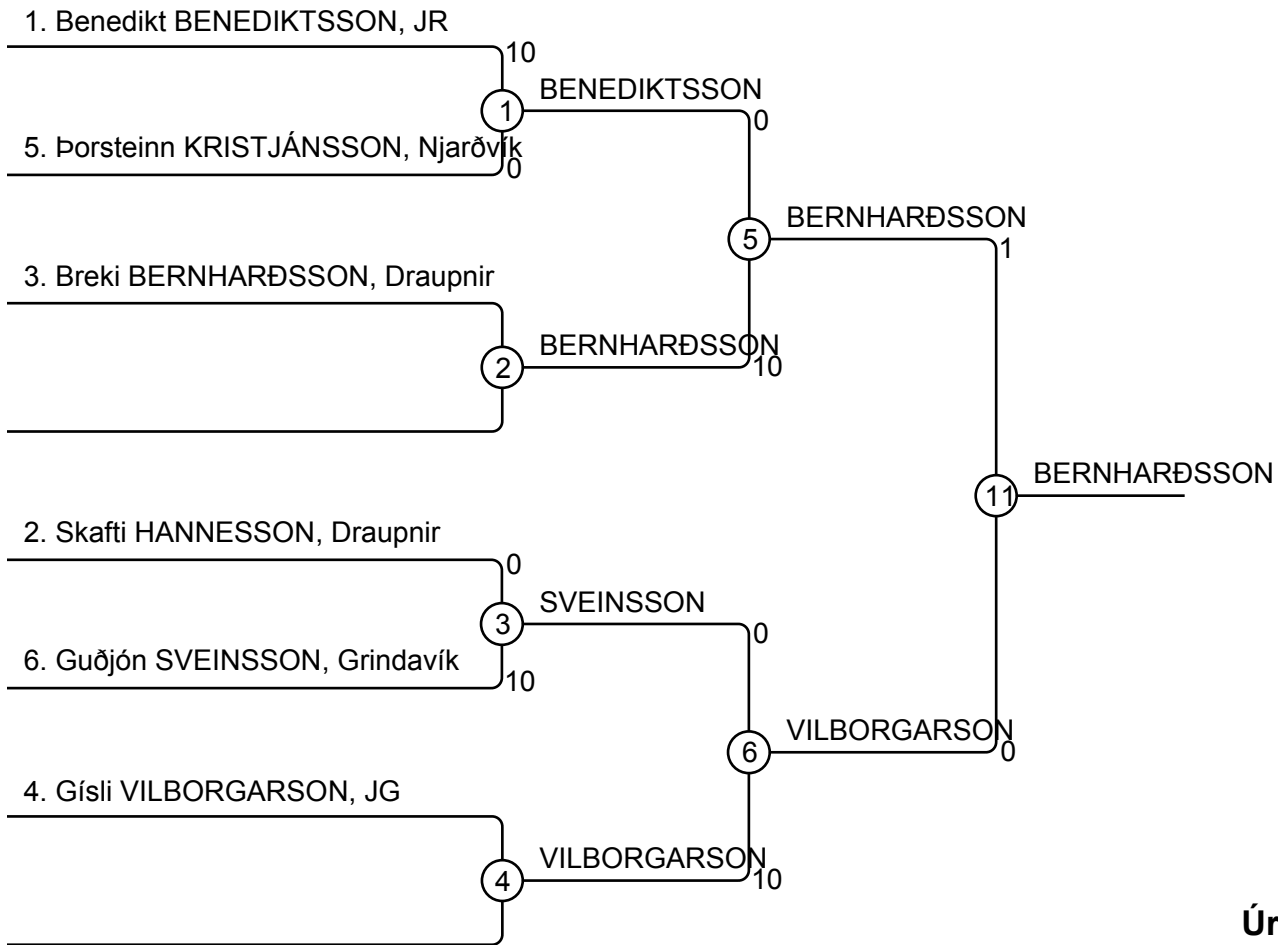 1. Benedikt BENEDIKTSSON, JR
10
BENEDIKTSSON
1
0
5. Þorsteinn KRISTJÁNSSON, Njarðvík
0
BERNHARÐSSON
5
1
3. Breki BERNHARÐSSON, Draupnir
BERNHARÐSSON
2
10
BERNHARÐSSON
11
2. Skafti HANNESSON, Draupnir
0
SVEINSSON
3
0
6. Guðjón SVEINSSON, Grindavík
10
VILBORGARSON
6
0
4. Gísli VILBORGARSON, JG
VILBORGARSON
4
10
Úr